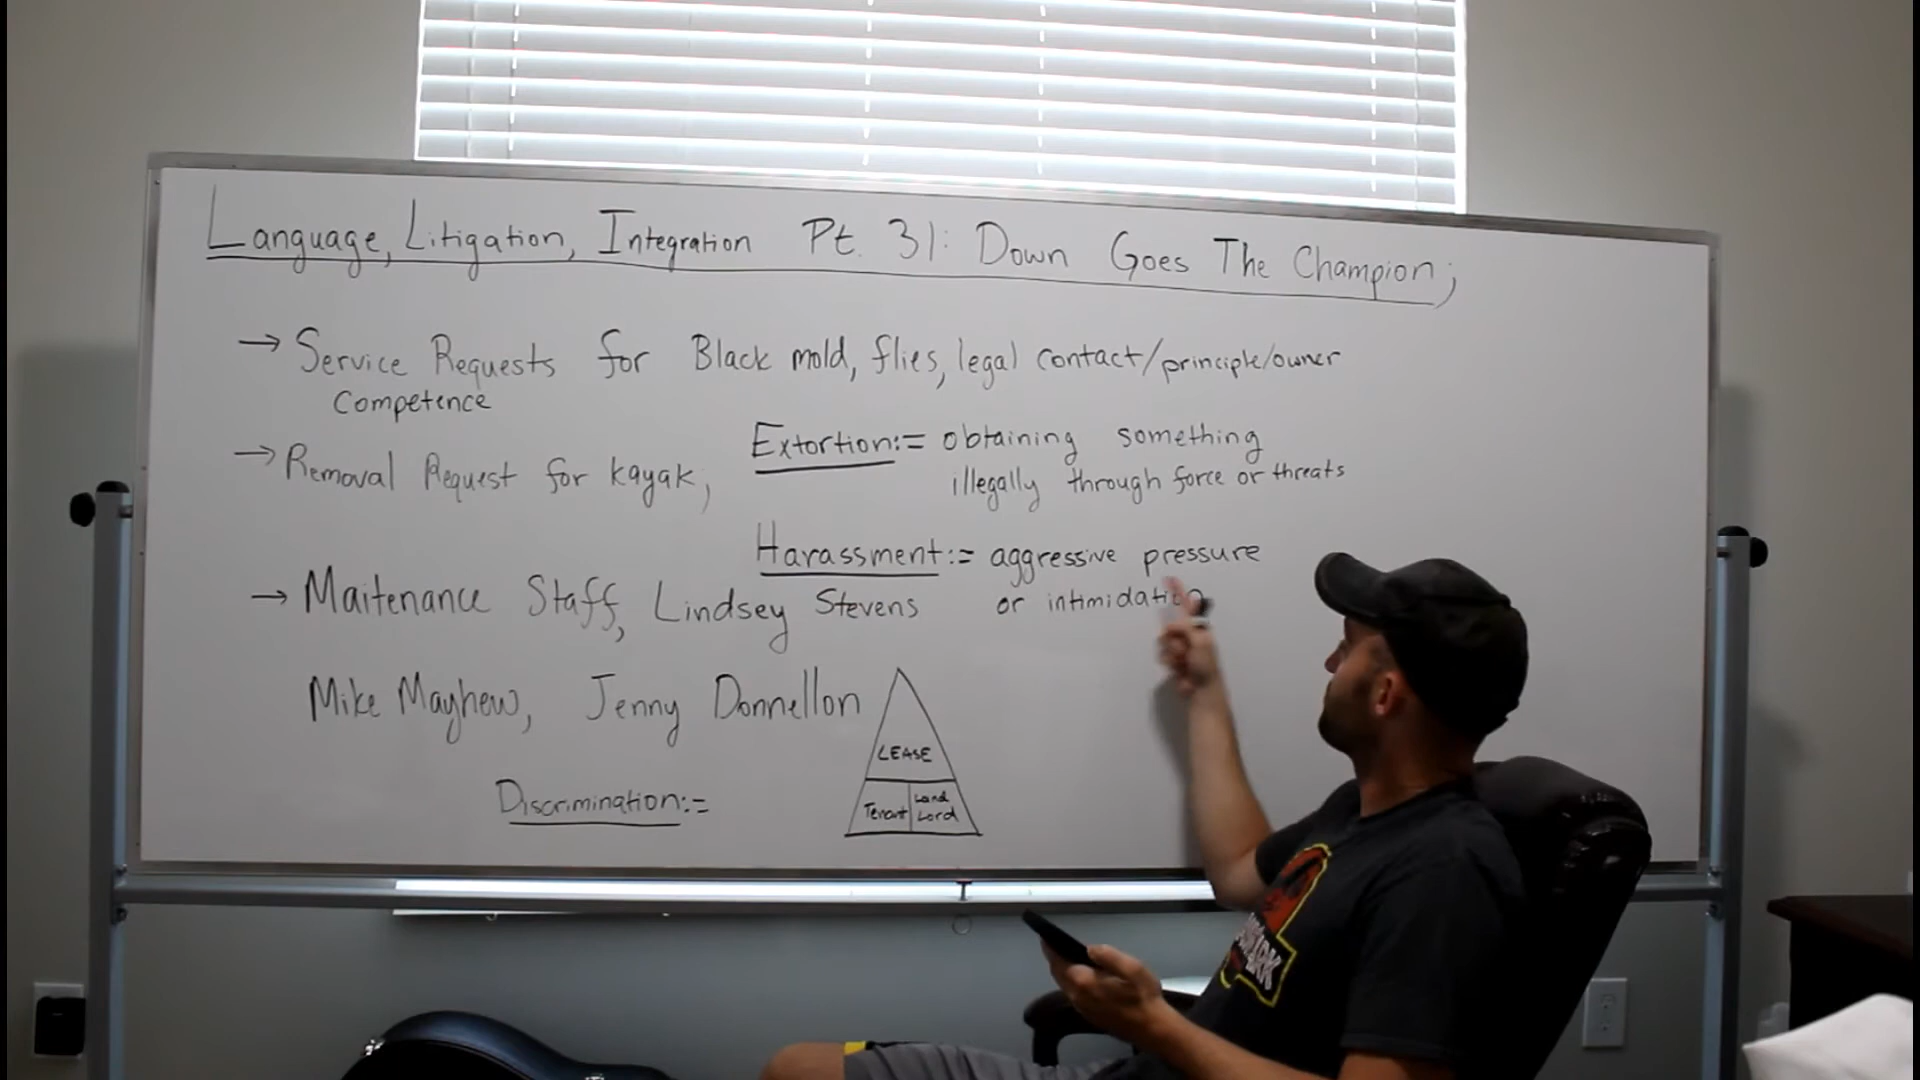 Language, Litigation, Integration Pt. 31: Down Goes The Champion;
→ Service Requests for Black mold, flies, legal contact/principle/owner
Competence
→ Removal Request for kayak,
Extortion:= obtaining something
illegally through force or threats
Harassment:= aggressive pressure
or intimidation
→ Maitenance Staff, Lindsey Stevens
Mike Mayhew, Jenny Donnellon
Discrimination:=
LEASE
Tenant
Land
Lord